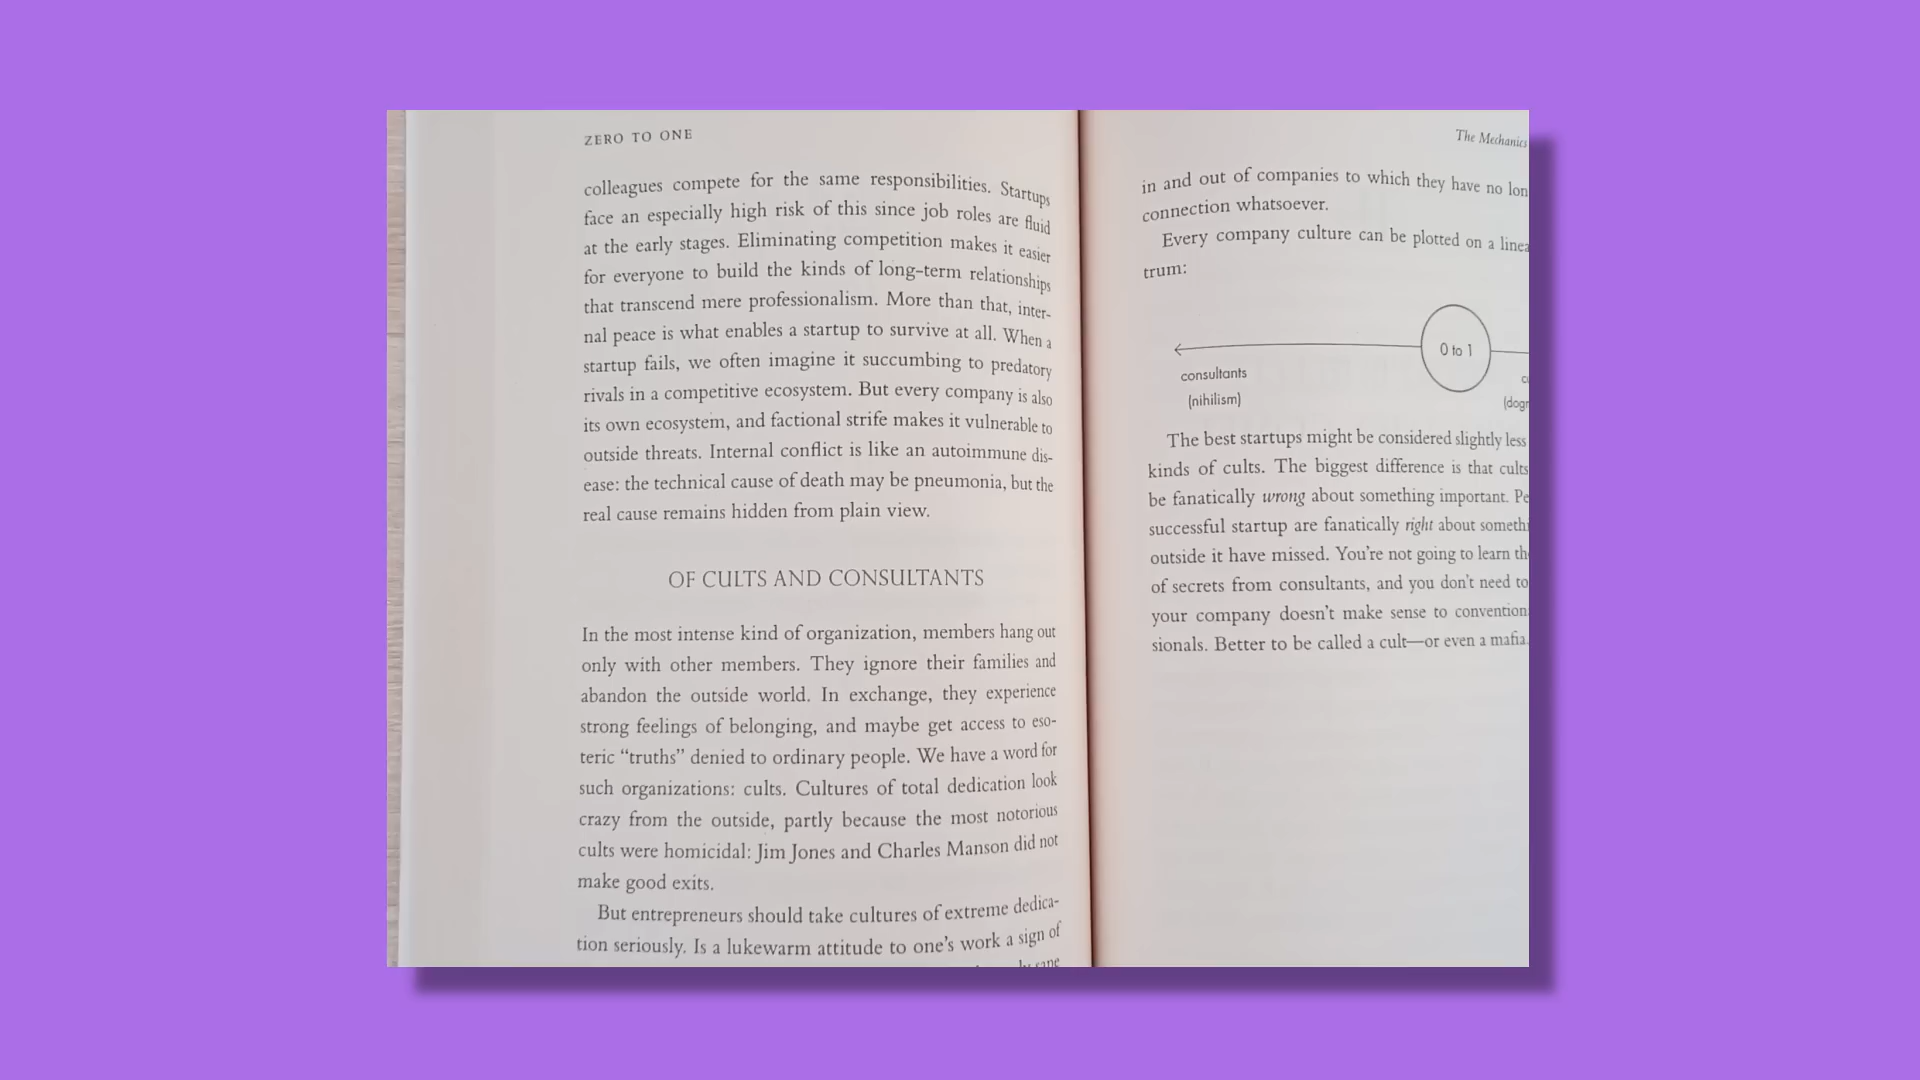 ZERO TO ONE
colleagues compete for the same responsibilities. Startups
face an especially high risk of this since job roles are fluid
at the early stages. Eliminating competition makes it easier
for everyone to build the kinds of long-term relationships
that transcend mere professionalism. More than that, inter-
nal peace is what enables a startup to survive at all. When a
startup fails, we often imagine it succumbing to predatory
rivals in a competitive ecosystem. But every company is also
its own ecosystem, and factional strife makes it vulnerable to
outside threats. Internal conflict is like an autoimmune dis-
ease: the technical cause of death may be pneumonia, but the
real cause remains hidden from plain view.
OF CULTS AND CONSULTANTS
In the most intense kind of organization, members hang out
only with other members. They ignore their families and
abandon the outside world. In exchange, they experience
strong feelings of belonging, and maybe get access to eso-
teric “truths” denied to ordinary people. We have a word for
such organizations: cults. Cultures of total dedication look
crazy from the outside, partly because the most notorious
cults were homicidal: Jim Jones and Charles Manson did not
make good exits.
But entrepreneurs should take cultures of extreme dedica-
tion seriously. Is a lukewarm attitude to one’s work a sign of
The Mechanics
in and out of companies to which they have no lon
connection whatsoever.
Every company culture can be plotted on a linea
trum:
0 to 1
consultants
(nihilism)
The best startups might be considered slightly less
kinds of cults. The biggest difference is that cults
be fanatically wrong about something important. Pe
successful startup are fanatically right about somethi
outside it have missed. You’re not going to learn th
of secrets from consultants, and you don’t need to
your company doesn’t make sense to convention
sionals. Better to be called a cult—or even a mafia.